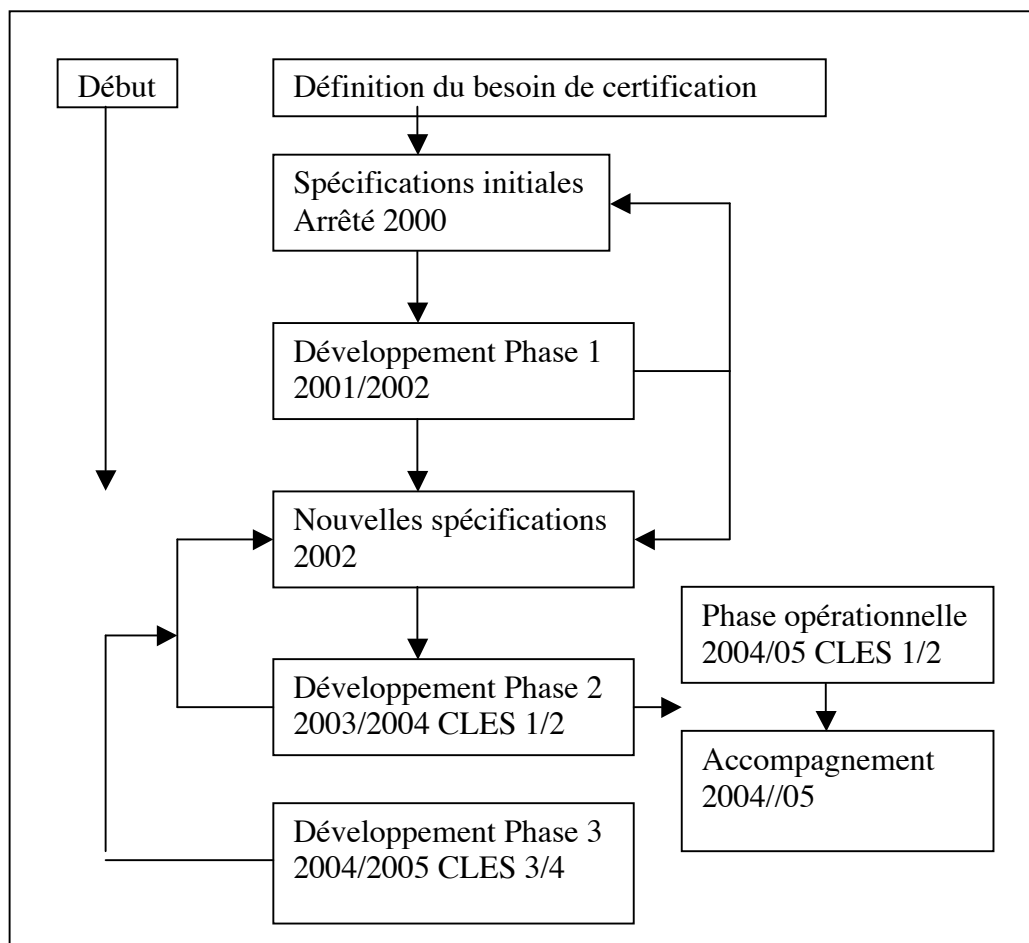 Début
Définition du besoin de certification
Spécifications initiales
Arrêté 2000
Développement Phase 1
2001/2002
Nouvelles spécifications
2002
Phase opérationnelle
2004/05 CLES 1/2
Développement Phase 2
2003/2004 CLES 1/2
Accompagnement
2004//05
Développement Phase 3
2004/2005 CLES 3/4